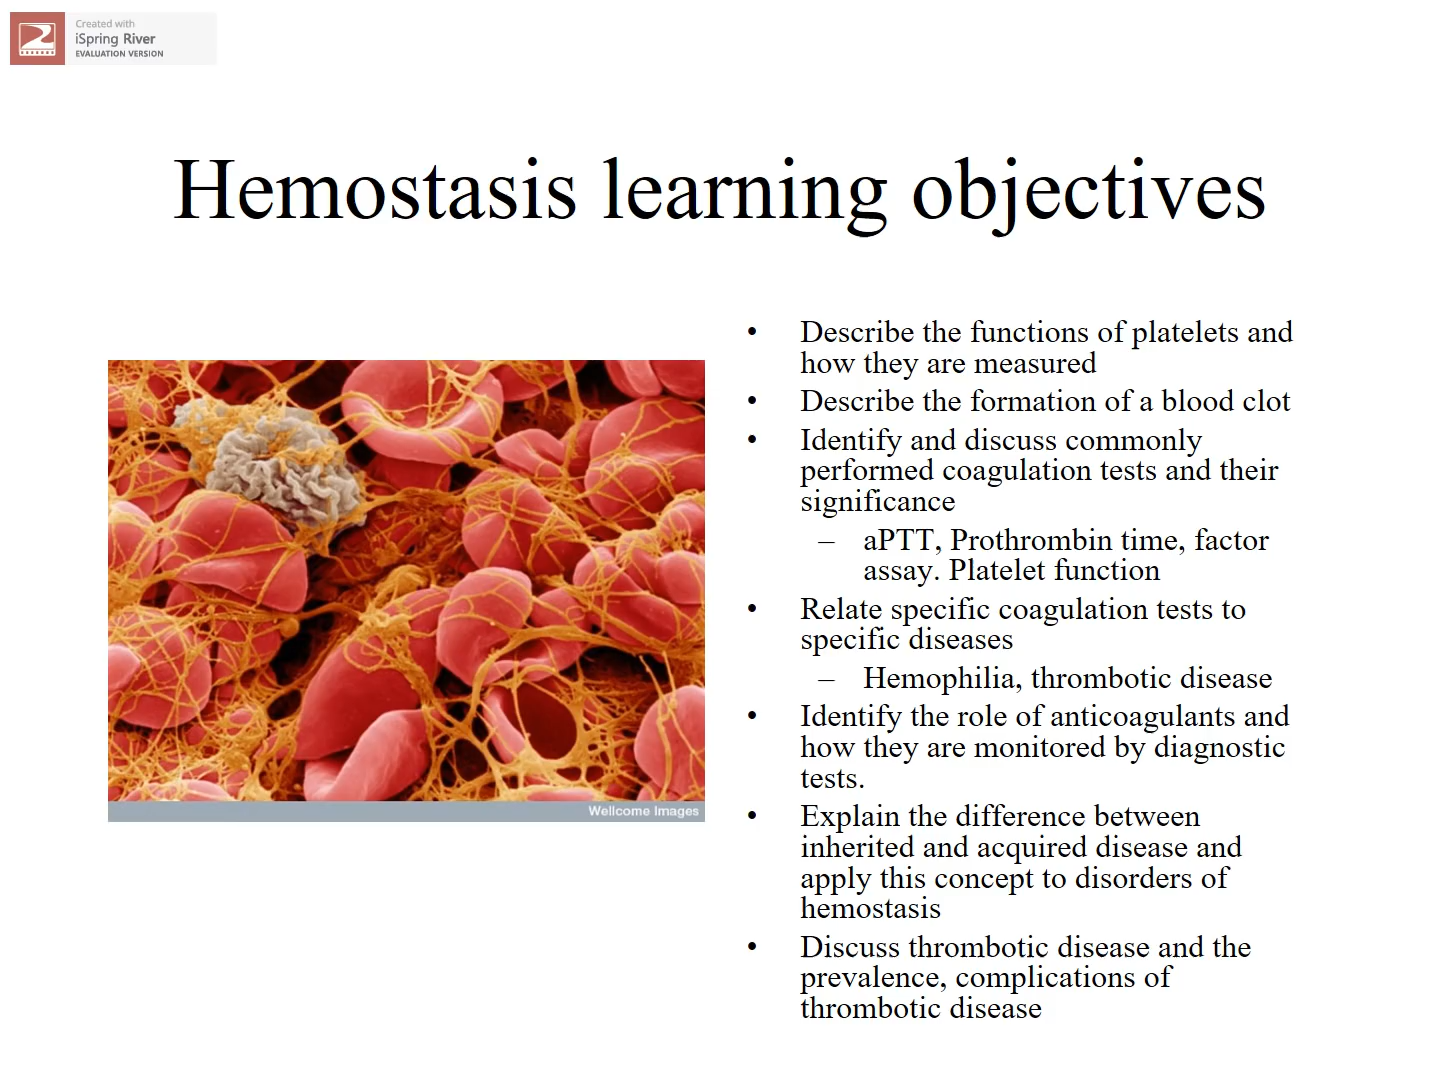 Created with
iSpring River
EVALUATION VERSION
Hemostasis learning objectives
• Describe the functions of platelets and
how they are measured
• Describe the formation of a blood clot
• Identify and discuss commonly
performed coagulation tests and their
significance
– aPTT, Prothrombin time, factor
assay. Platelet function
• Relate specific coagulation tests to
specific diseases
– Hemophilia, thrombotic disease
• Identify the role of anticoagulants and
how they are monitored by diagnostic
tests.
• Explain the difference between
inherited and acquired disease and
apply this concept to disorders of
hemostasis
• Discuss thrombotic disease and the
prevalence, complications of
thrombotic disease
Wellcome Images